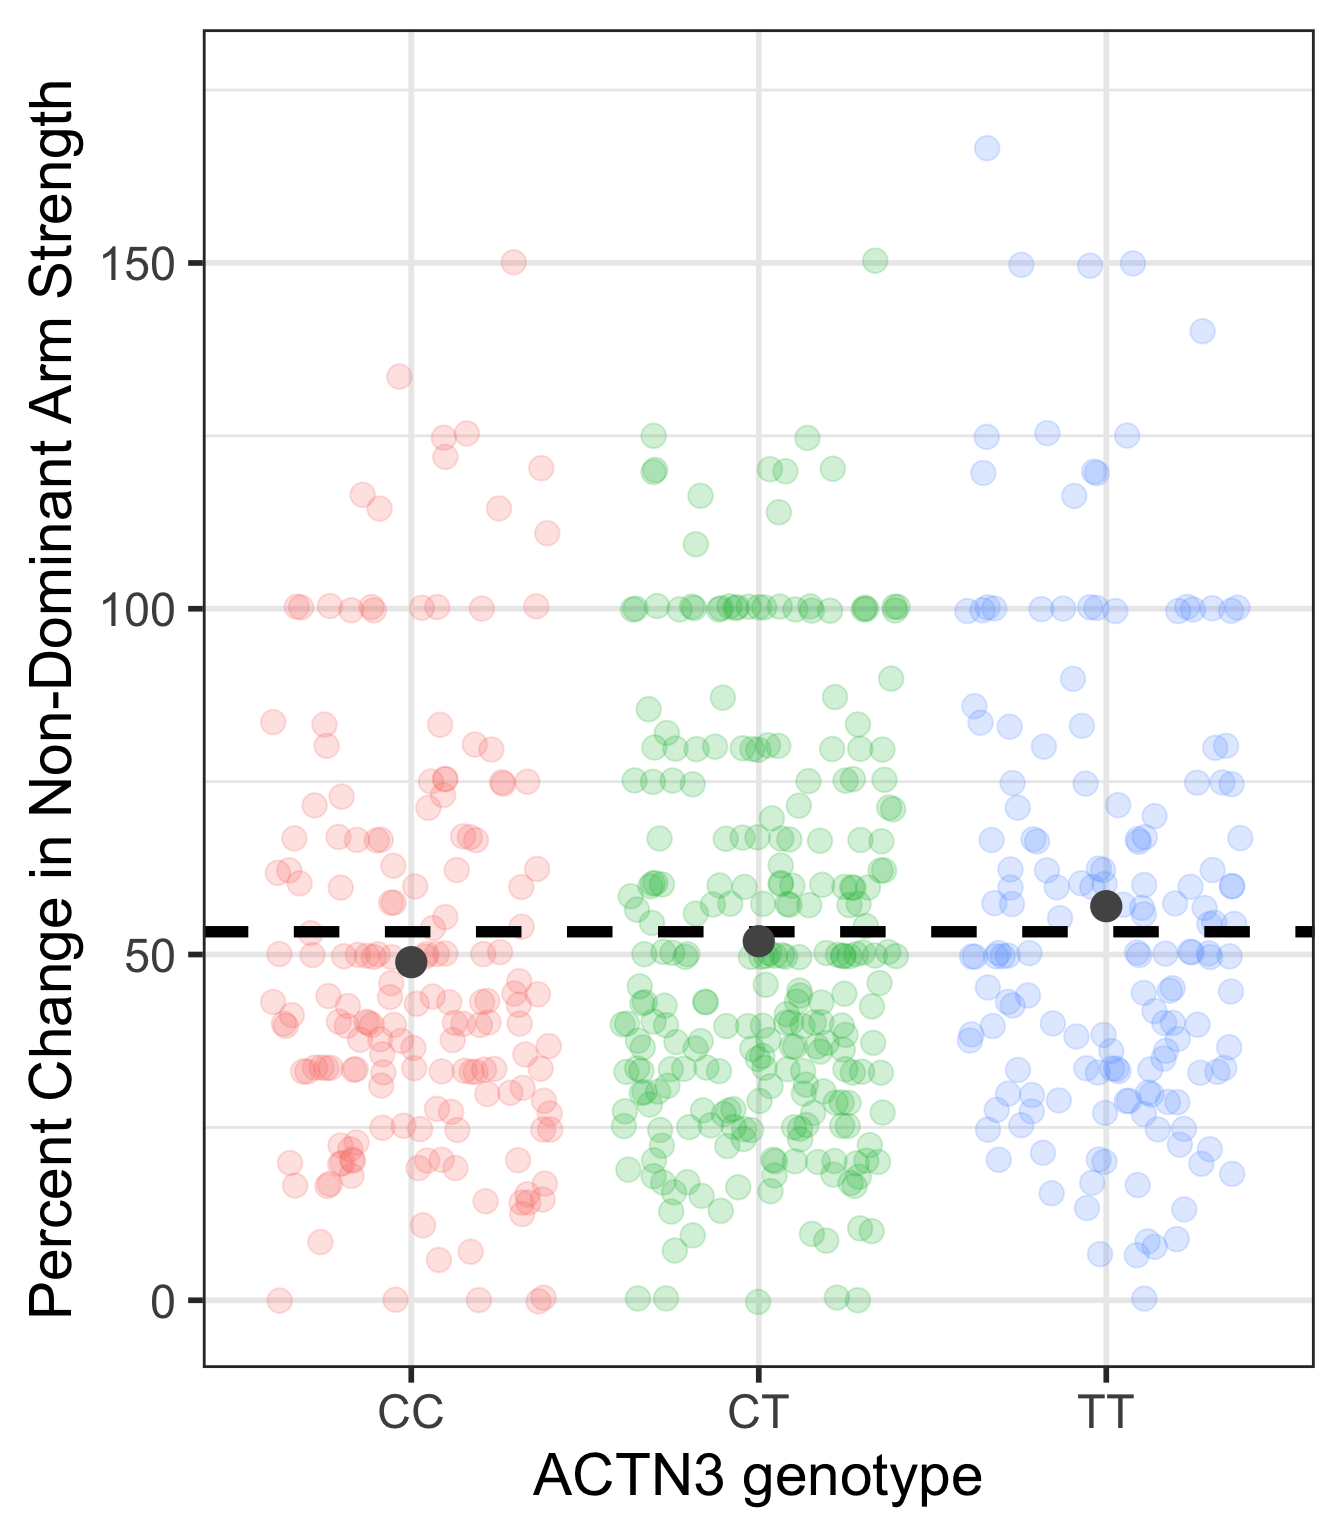 Percent Change in Non-Dominant Arm Strength
150
100
50
0
CC CT TT
ACTN3 genotype